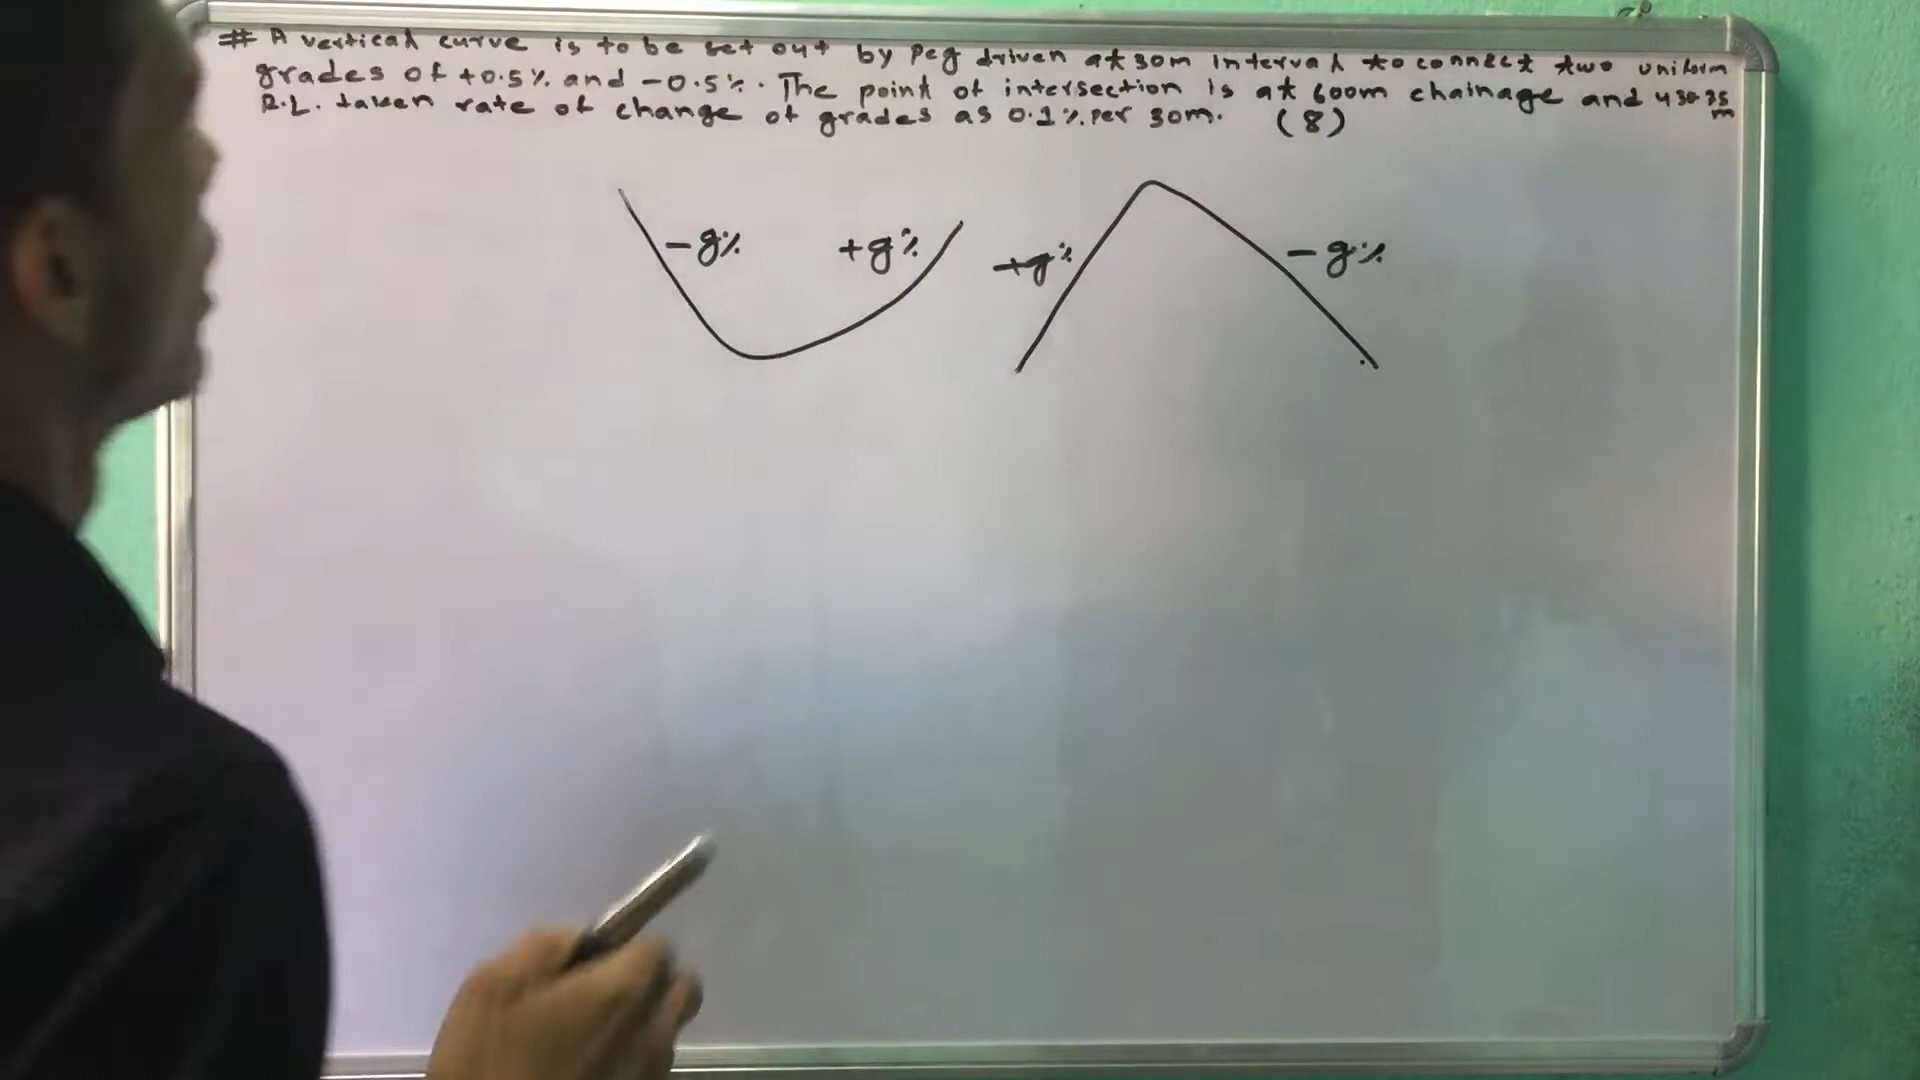 # A vertical curve is to be set out by peg driven at 30m interval to connect two uniform
grades of +0.5% and -0.5%. The point of intersection is at 600m chainage and
R.L. taken rate of change of grades as 0.1% per 30m. (8) m
-g% +g% +g% -g%